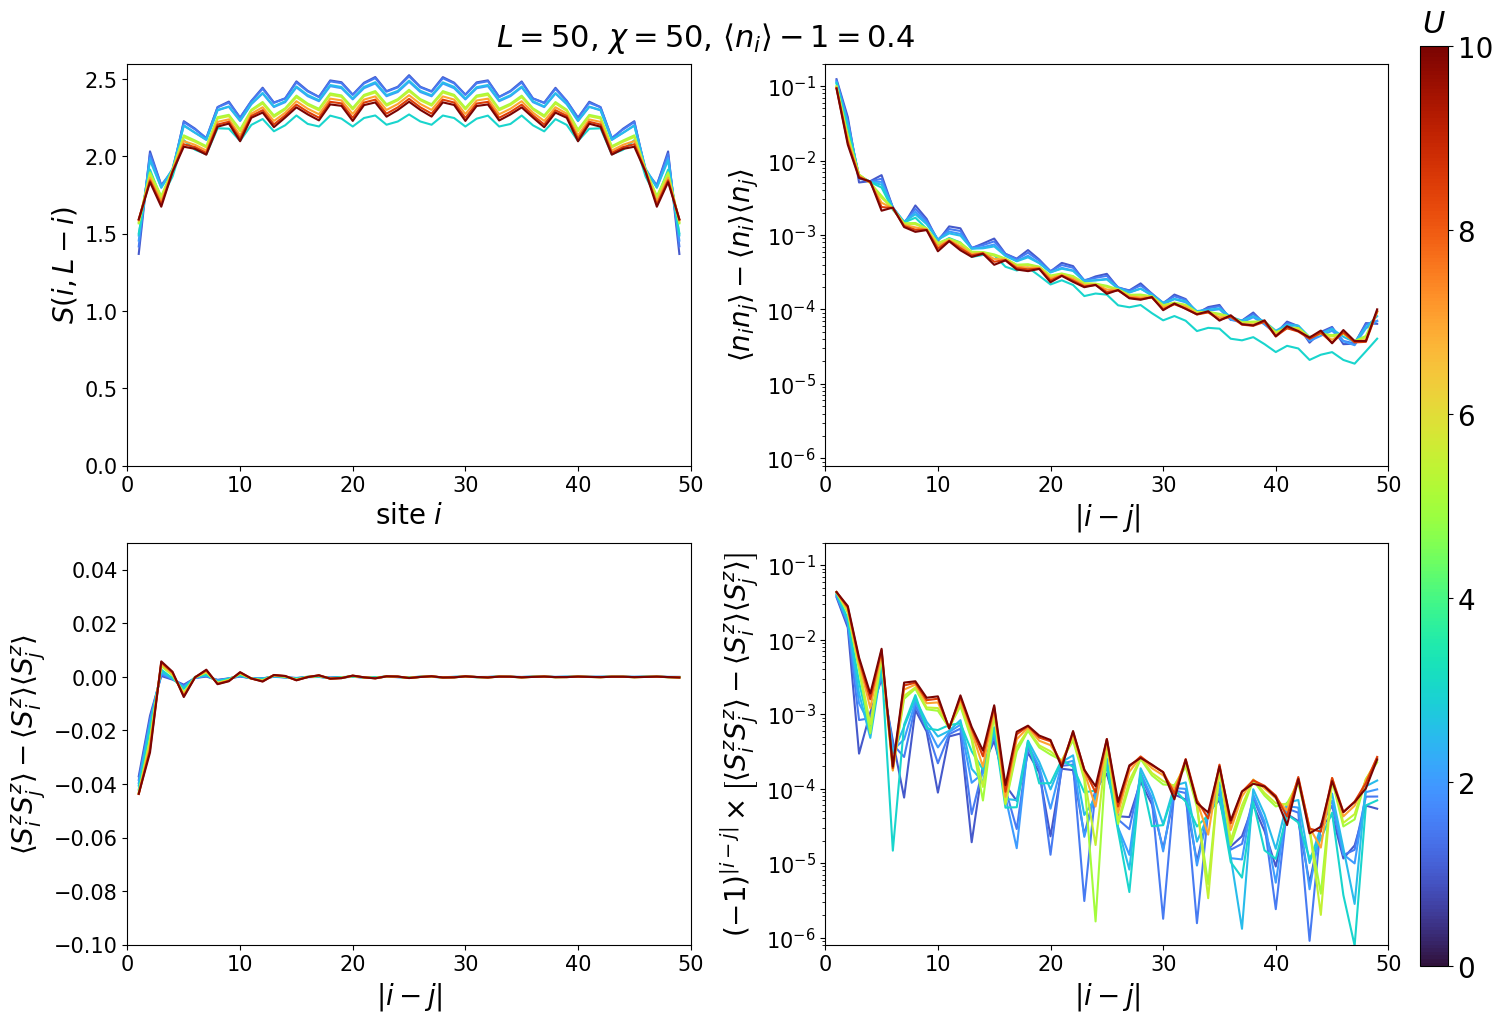 L = 50, χ = 50, ⟨n_i⟩ − 1 = 0.4
U
2.5
2.0
1.5
1.0
0.5
0.0
S(i, L − i)
0 10 20 30 40 50
site i
10^−1
10^−2
10^−3
10^−4
10^−5
10^−6
⟨n_i n_j⟩ − ⟨n_i⟩⟨n_j⟩
0 10 20 30 40 50
|i − j|
0.04
0.02
0.00
−0.02
−0.04
−0.06
−0.08
−0.10
⟨S_i^z S_j^z⟩ − ⟨S_i^z⟩⟨S_j^z⟩
0 10 20 30 40 50
|i − j|
10^−1
10^−2
10^−3
10^−4
10^−5
10^−6
(−1)^|i−j| × [⟨S_i^z S_j^z⟩ − ⟨S_i^z⟩⟨S_j^z⟩]
0 10 20 30 40 50
|i − j|
10
8
6
4
2
0